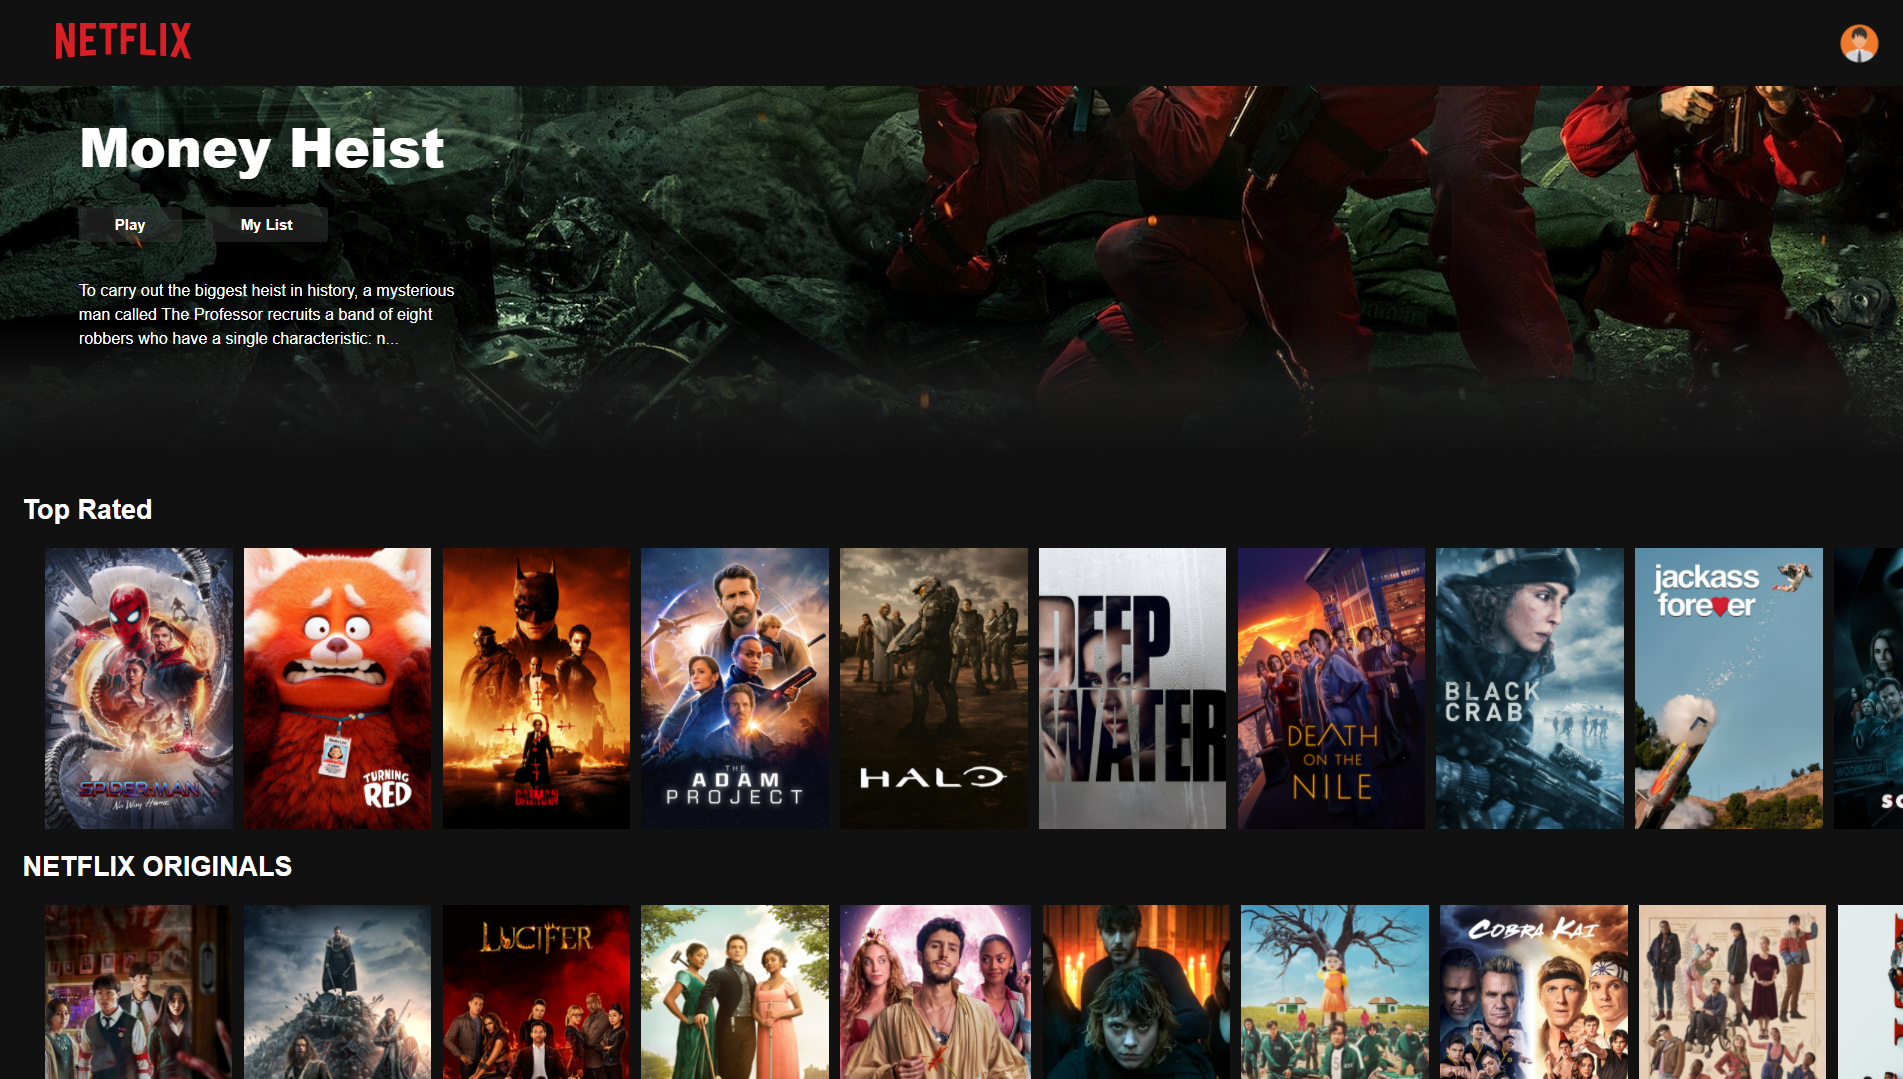 NETFLIX
Money Heist
Play
My List
To carry out the biggest heist in history, a mysterious
man called The Professor recruits a band of eight
robbers who have a single characteristic: n...
Top Rated
SPIDER-MAN
No Way Home
TURNING
RED
THE
BATMAN
THE
ADAM
PROJECT
HALO
DEEP
WATER
DEATH
ON THE
NILE
BLACK
CRAB
jackass
forever
NETFLIX ORIGINALS
LUCIFER
COBRA KAI